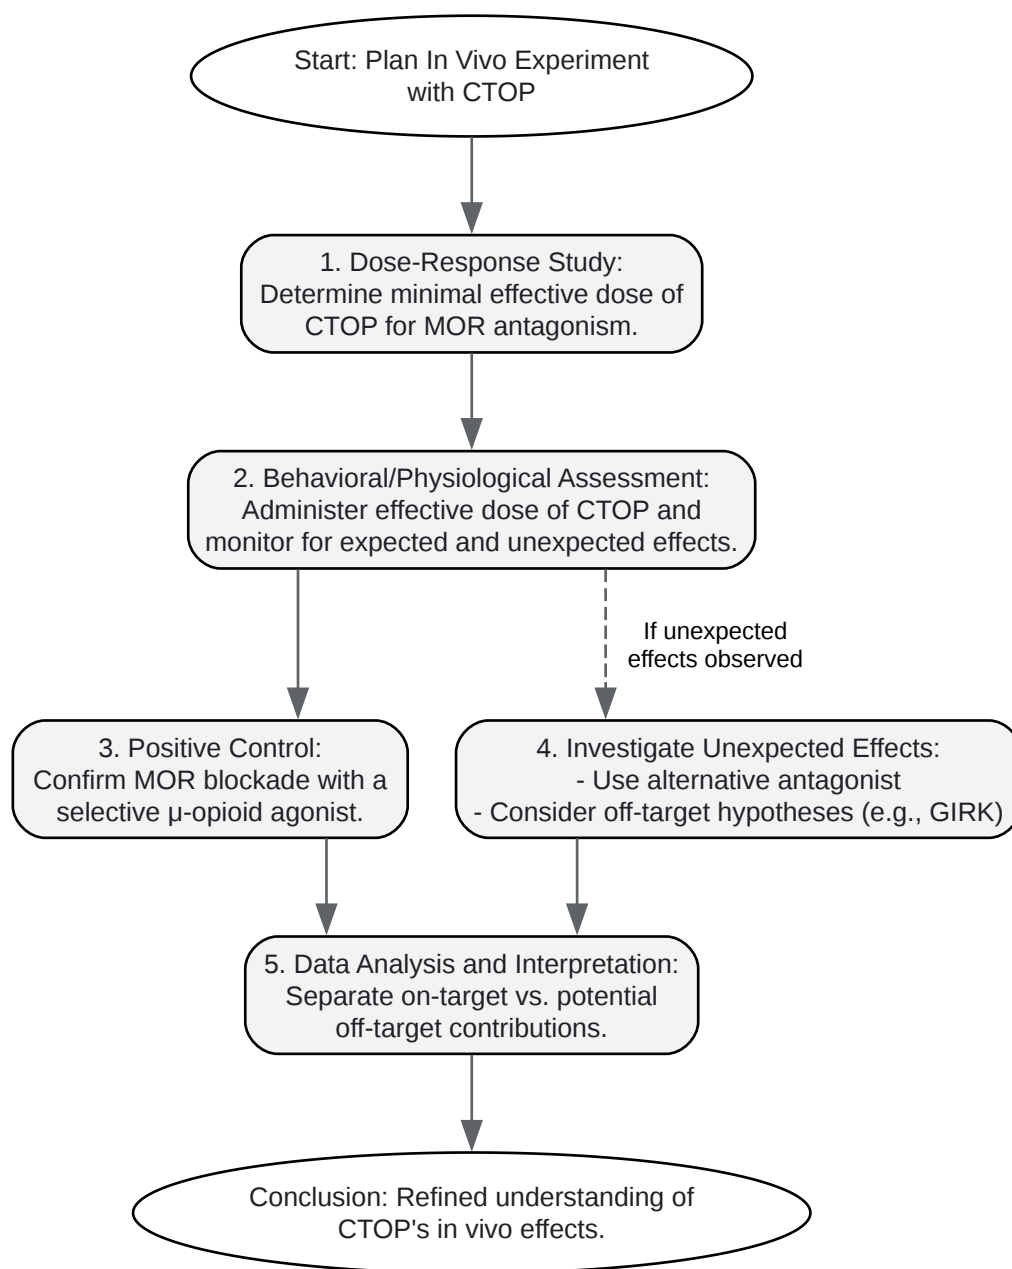 Start: Plan In Vivo Experiment
with CTOP
1. Dose-Response Study:
Determine minimal effective dose of
CTOP for MOR antagonism.
2. Behavioral/Physiological Assessment:
Administer effective dose of CTOP and
monitor for expected and unexpected effects.
If unexpected
effects observed
3. Positive Control:
Confirm MOR blockade with a
selective μ-opioid agonist.
4. Investigate Unexpected Effects:
- Use alternative antagonist
- Consider off-target hypotheses (e.g., GIRK)
5. Data Analysis and Interpretation:
Separate on-target vs. potential
off-target contributions.
Conclusion: Refined understanding of
CTOP's in vivo effects.